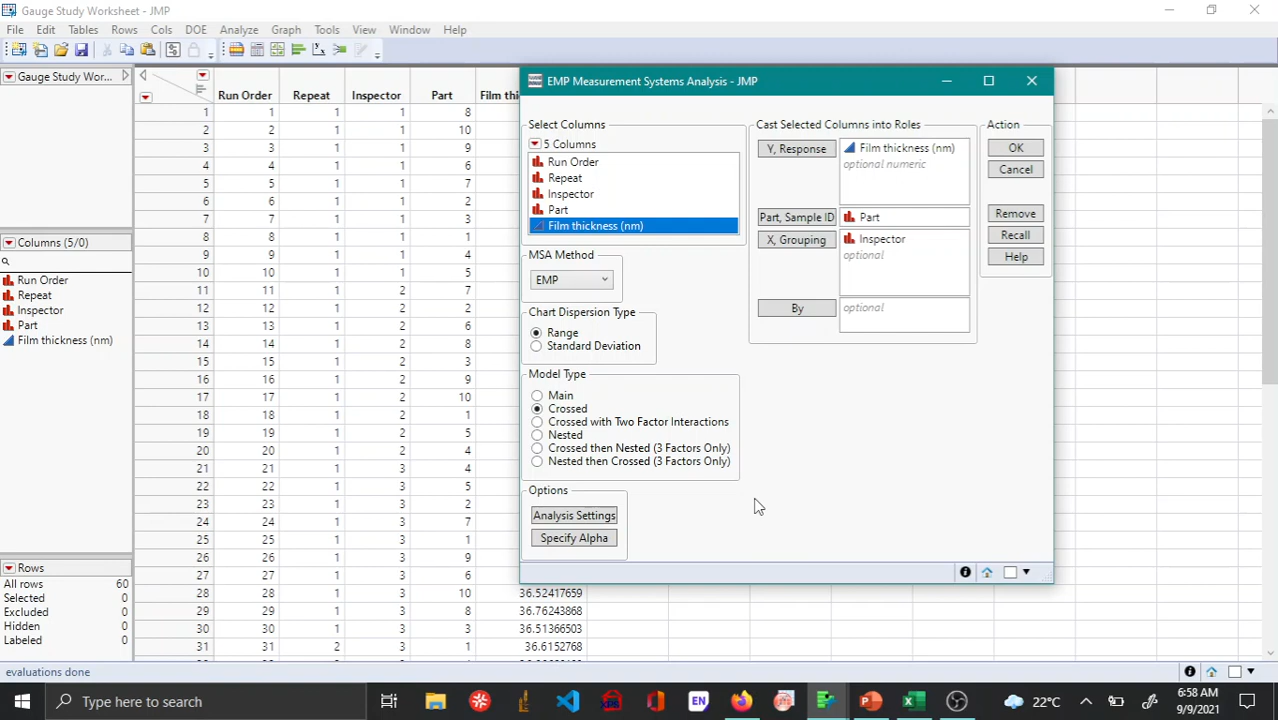 Gauge Study Worksheet - JMP
File Edit Tables Rows Cols DOE Analyze Graph Tools View Window Help
Gauge Study Wor...
Run Order Repeat Inspector Part Film thi
1 1 1 1 8
2 2 1 1 10
3 3 1 1 9
4 4 1 1 6
5 5 1 1 7
6 6 1 1 2
7 7 1 1 3
8 8 1 1 1
9 9 1 1 4
10 10 1 1 5
11 11 1 2 7
12 12 1 2 2
13 13 1 2 6
14 14 1 2 8
15 15 1 2 3
16 16 1 2 9
17 17 1 2 10
18 18 1 2 1
19 19 1 2 5
20 20 1 2 4
21 21 1 3 4
22 22 1 3 5
23 23 1 3 2
24 24 1 3 7
25 25 1 3 1
26 26 1 3 9
27 27 1 3 6
28 28 1 3 10 36.52417659
29 29 1 3 8 36.76243868
30 30 1 3 3 36.51366503
31 31 2 3 1 36.6152768
Columns (5/0)
Run Order
Repeat
Inspector
Part
Film thickness (nm)
Rows
All rows 60
Selected 0
Excluded 0
Hidden 0
Labeled 0
evaluations done
EMP Measurement Systems Analysis - JMP
Select Columns
5 Columns
Run Order
Repeat
Inspector
Part
Film thickness (nm)
MSA Method
EMP
Chart Dispersion Type
Range
Standard Deviation
Model Type
Main
Crossed
Crossed with Two Factor Interactions
Nested
Crossed then Nested (3 Factors Only)
Nested then Crossed (3 Factors Only)
Options
Analysis Settings
Specify Alpha
Cast Selected Columns into Roles
Y, Response Film thickness (nm)
optional numeric
Part, Sample ID Part
X, Grouping Inspector
optional
By optional
Action
OK
Cancel
Remove
Recall
Help
Type here to search
EN
22°C
6:58 AM
9/9/2021